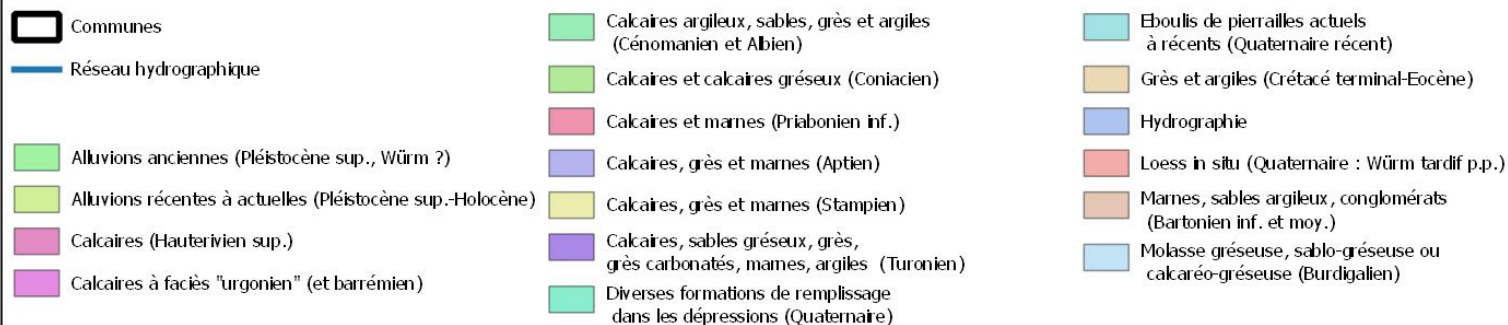 Communes
Réseau hydrographique
Alluvions anciennes (Pléistocène sup., Würm ?)
Alluvions récentes à actuelles (Pléistocène sup.-Holocène)
Calcaires (Hauterivien sup.)
Calcaires à faciès "urgonien" (et barrémien)
Calcaires argileux, sables, grès et argiles
(Cénomanien et Albien)
Calcaires et calcaires gréseux (Coniacien)
Calcaires et marnes (Priabonien inf.)
Calcaires, grès et marnes (Aptien)
Calcaires, grès et marnes (Stampien)
Calcaires, sables gréseux, grès,
grès carbonatés, marnes, argiles (Turonien)
Diverses formations de remplissage
dans les dépressions (Quaternaire)
Eboulis de pierrailles actuels
à récents (Quaternaire récent)
Grès et argiles (Crétacé terminal-Eocène)
Hydrographie
Loess in situ (Quaternaire : Würm tardif p.p.)
Marnes, sables argileux, conglomérats
(Bartonien inf. et moy.)
Molasse gréseuse, sablo-gréseuse ou
calcaréo-gréseuse (Burdigalien)